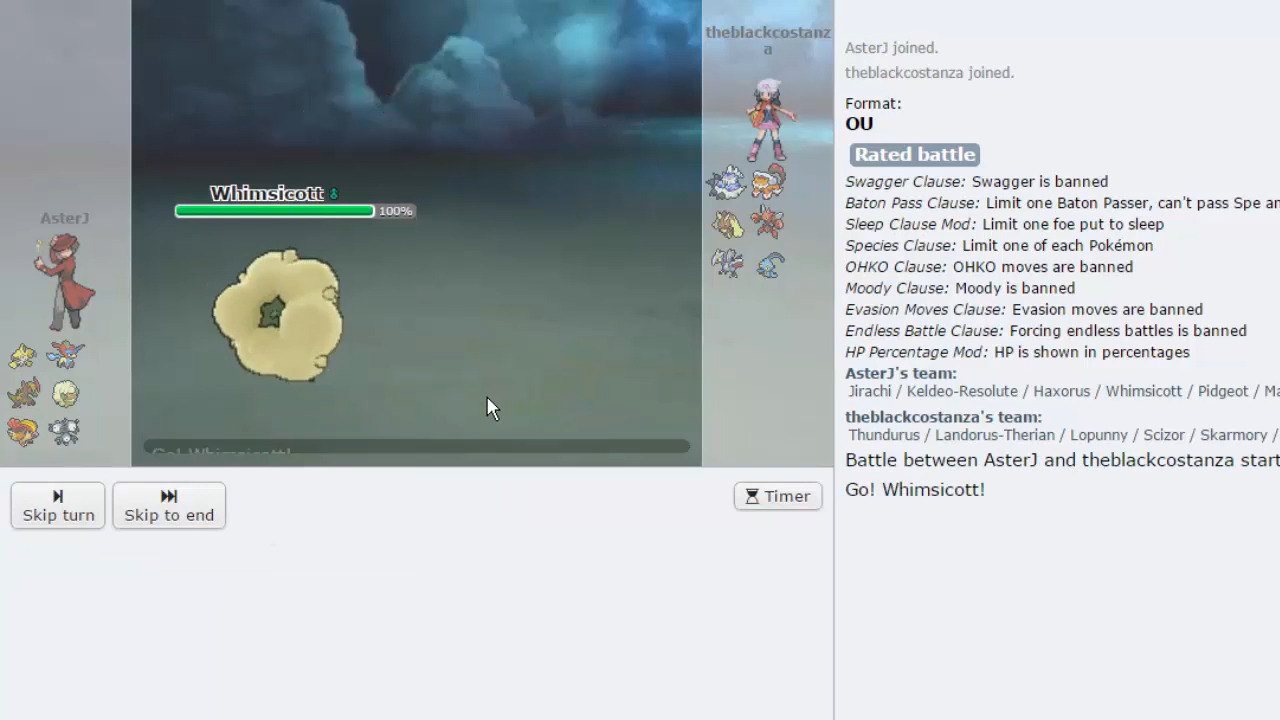 theblackcostanz
a
Whimsicott
100%
AsterJ
Go! Whimsicott!
Skip turn
Skip to end
Timer
AsterJ joined.
theblackcostanza joined.
Format:
OU
Rated battle
Swagger Clause: Swagger is banned
Baton Pass Clause: Limit one Baton Passer, can't pass Spe an
Sleep Clause Mod: Limit one foe put to sleep
Species Clause: Limit one of each Pokémon
OHKO Clause: OHKO moves are banned
Moody Clause: Moody is banned
Evasion Moves Clause: Evasion moves are banned
Endless Battle Clause: Forcing endless battles is banned
HP Percentage Mod: HP is shown in percentages
AsterJ's team:
Jirachi / Keldeo-Resolute / Haxorus / Whimsicott / Pidgeot / Ma
theblackcostanza's team:
Thundurus / Landorus-Therian / Lopunny / Scizor / Skarmory /
Battle between AsterJ and theblackcostanza start
Go! Whimsicott!